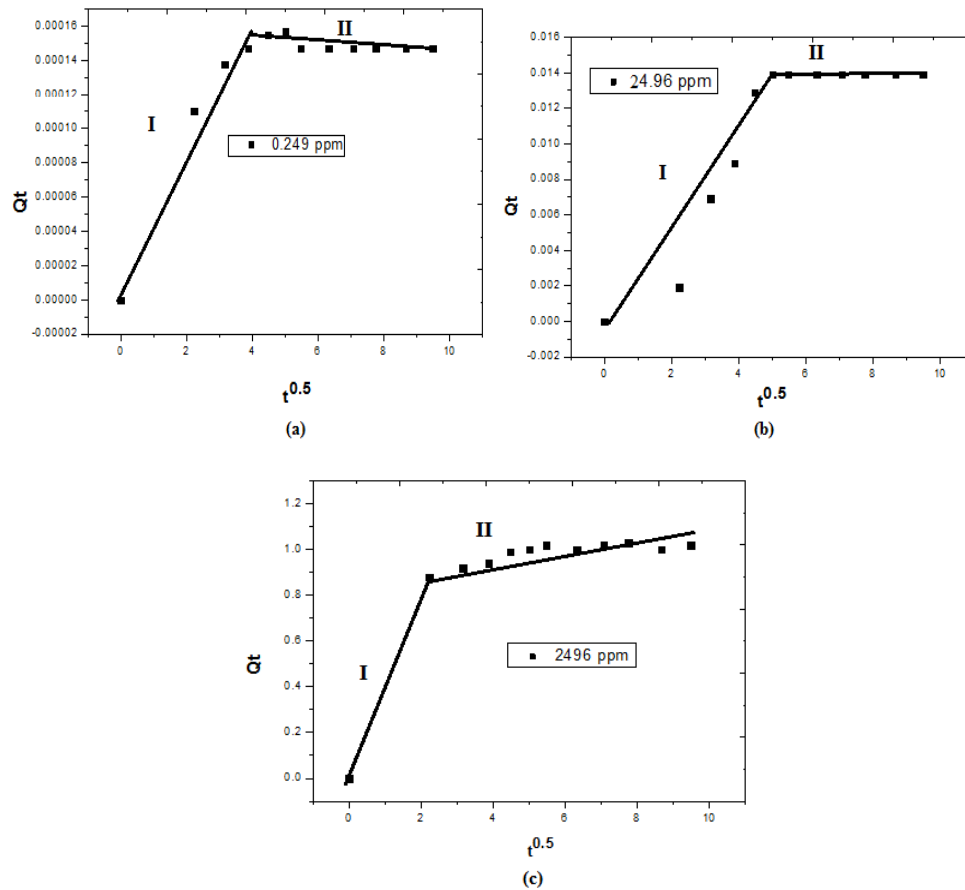 0.00016
0.00014
0.00012
0.00010
0.00008
0.00006
0.00004
0.00002
0.00000
-0.00002
Qt
I
II
0.249 ppm
0 2 4 6 8 10
t^0.5
(a)
0.016
0.014
0.012
0.010
0.008
0.006
0.004
0.002
0.000
-0.002
Qt
II
24.96 ppm
I
0 2 4 6 8 10
t^0.5
(b)
1.2
1.0
0.8
0.6
0.4
0.2
0.0
Qt
II
2496 ppm
I
0 2 4 6 8 10
t^0.5
(c)